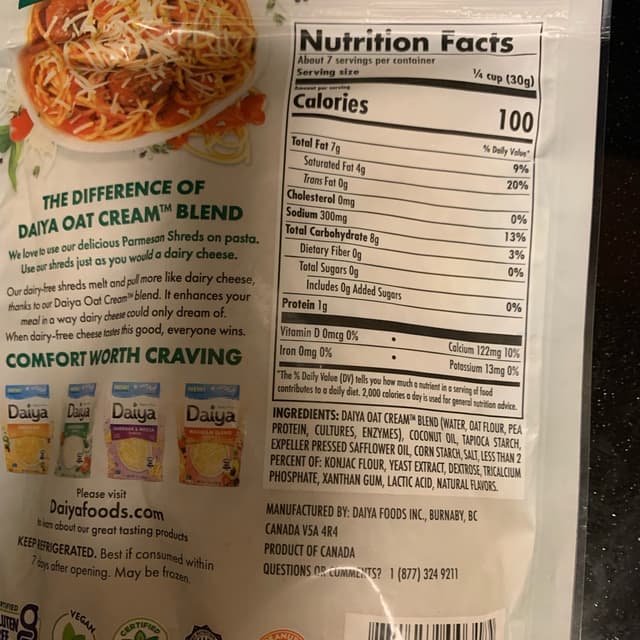 Nutrition Facts
About 7 servings per container
Serving size ¼ cup (30g)
Amount per serving
Calories 100
% Daily Value*
Total Fat 7g 9%
Saturated Fat 4g 20%
Trans Fat 0g
Cholesterol 0mg 0%
Sodium 300mg 13%
Total Carbohydrate 8g 3%
Dietary Fiber 0g 0%
Total Sugars 0g
Includes 0g Added Sugars 0%
Protein 1g
Vitamin D 0mcg 0% • Calcium 122mg 10%
Iron 0mg 0% • Potassium 13mg 0%
*The % Daily Value (DV) tells you how much a nutrient in a serving of food
contributes to a daily diet. 2,000 calories a day is used for general nutrition advice.
INGREDIENTS: DAIYA OAT CREAM™ BLEND (WATER, OAT FLOUR, PEA
PROTEIN, CULTURES, ENZYMES), COCONUT OIL, TAPIOCA STARCH,
EXPELLER PRESSED SAFFLOWER OIL, CORN STARCH, SALT, LESS THAN 2
PERCENT OF: KONJAC FLOUR, YEAST EXTRACT, DEXTROSE, TRICALCIUM
PHOSPHATE, XANTHAN GUM, LACTIC ACID, NATURAL FLAVORS.
MANUFACTURED BY: DAIYA FOODS INC., BURNABY, BC
CANADA V5A 4R4
PRODUCT OF CANADA
QUESTIONS OR COMMENTS? 1 (877) 324 9211
THE DIFFERENCE OF
DAIYA OAT CREAM™ BLEND
We love to use our delicious Parmesan Shreds on pasta.
Use our shreds just as you would a dairy cheese.
Our dairy-free shreds melt and pull more like dairy cheese,
thanks to our Daiya Oat Cream™ blend. It enhances your
meal in a way dairy cheese could only dream of.
When dairy-free cheese tastes this good, everyone wins.
COMFORT WORTH CRAVING
Daiya
Daiya
Daiya
Daiya
Please visit
Daiyafoods.com
to learn about our great tasting products
KEEP REFRIGERATED. Best if consumed within
7 days after opening. May be frozen.
VEGAN
CERTIFIED